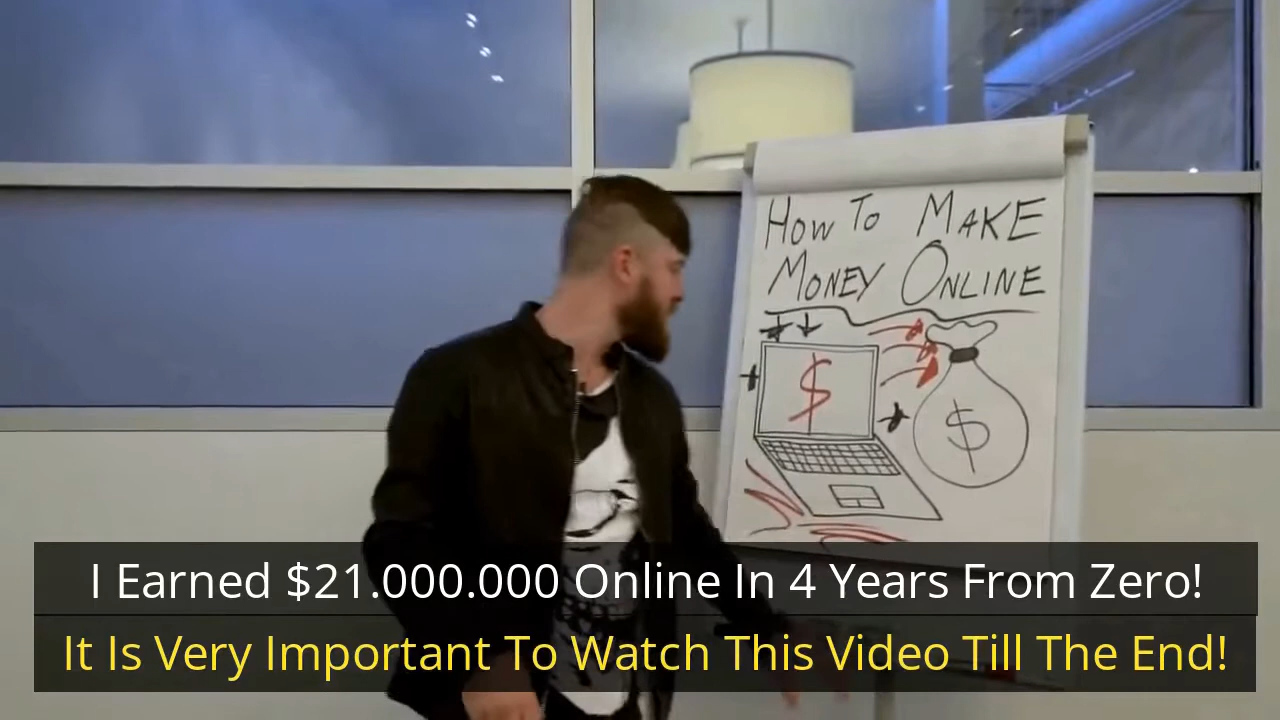 HOW TO MAKE
MONEY ONLINE
$
$
I Earned $21.000.000 Online In 4 Years From Zero!
It Is Very Important To Watch This Video Till The End!